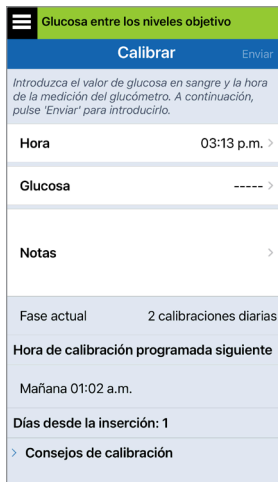 Glucosa entre los niveles objetivo
Calibrar
Enviar
Introduzca el valor de glucosa en sangre y la hora
de la medición del glucómetro. A continuación,
pulse 'Enviar' para introducirlo.
Hora 03:13 p.m. >
Glucosa ----- >
Notas >
Fase actual 2 calibraciones diarias
Hora de calibración programada siguiente
Mañana 01:02 a.m.
Días desde la inserción: 1
> Consejos de calibración